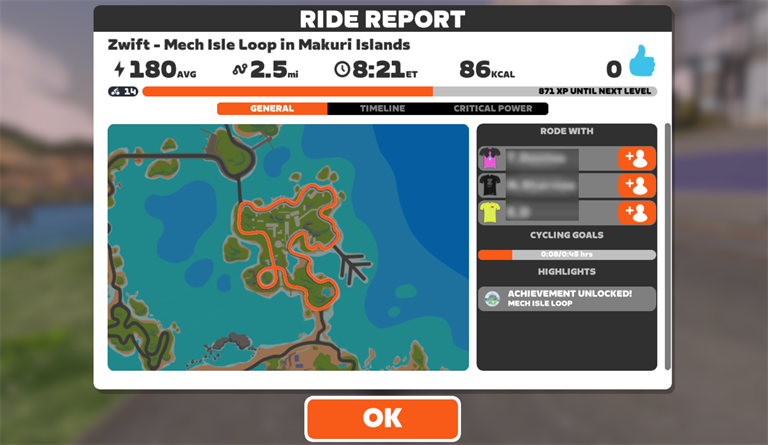 RIDE REPORT
Zwift - Mech Isle Loop in Makuri Islands
180AVG 2.5mi 8:21ET 86KCAL 0
14 871 XP UNTIL NEXT LEVEL
GENERAL TIMELINE CRITICAL POWER
RODE WITH
CYCLING GOALS
0:08/0:45 hrs
HIGHLIGHTS
ACHIEVEMENT UNLOCKED!
MECH ISLE LOOP
OK